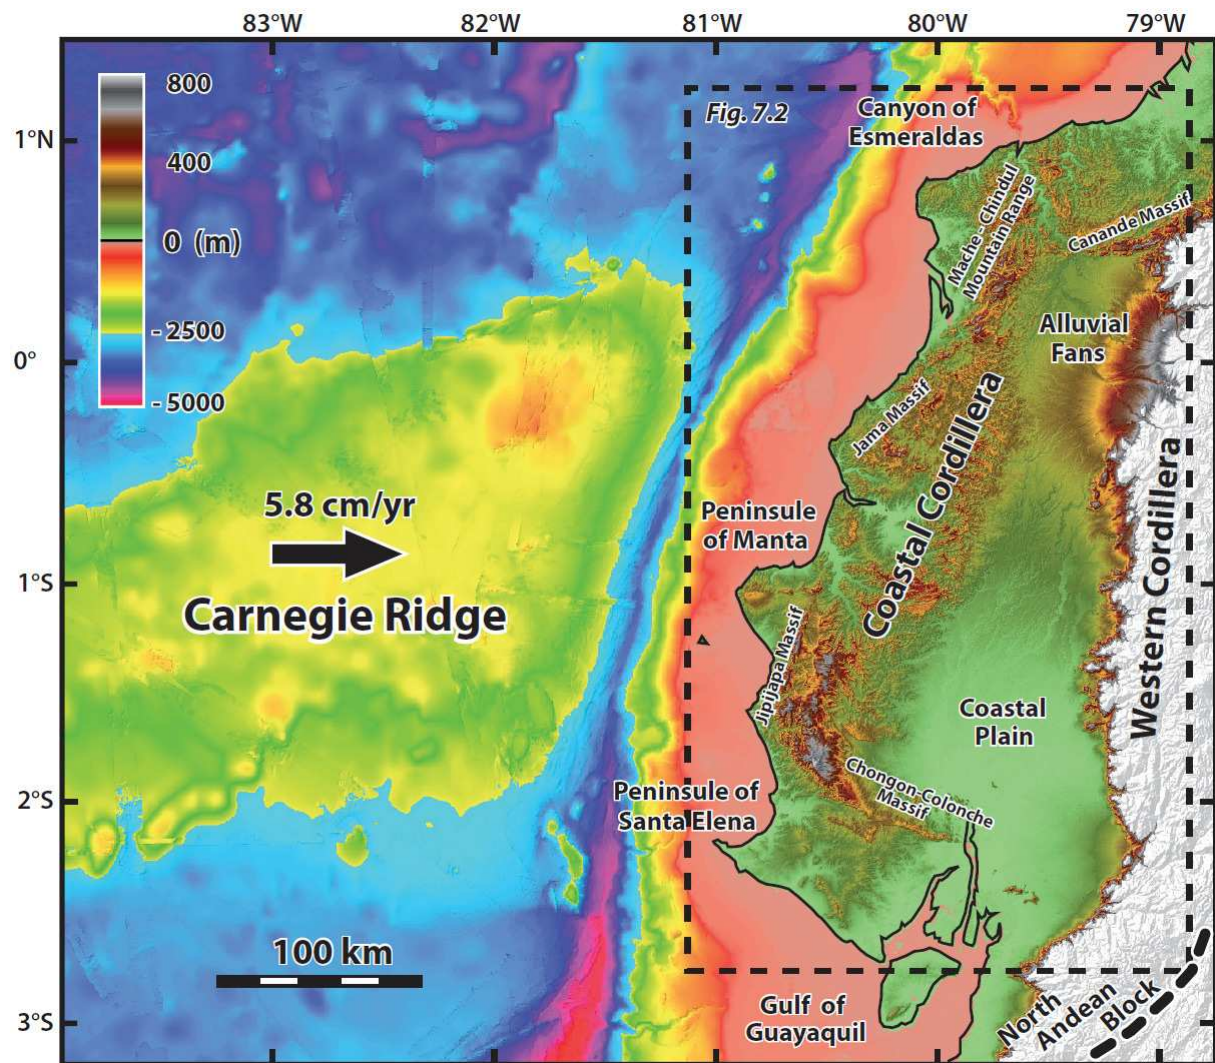 83°W
82°W
81°W
80°W
79°W
1°N
0°
1°S
2°S
3°S
800
400
0 (m)
- 2500
- 5000
Fig. 7.2
Canyon of
Esmeraldas
Mache-Chindul
Mountain Range
Canande Massif
Alluvial
Fans
Jama Massif
Coastal Cordillera
Western Cordillera
5.8 cm/yr
Carnegie Ridge
Peninsule
of Manta
Jipijapa Massif
Coastal
Plain
Chongon-Colonche
Massif
Peninsule of
Santa Elena
100 km
Gulf of
Guayaquil
North
Andean
Block